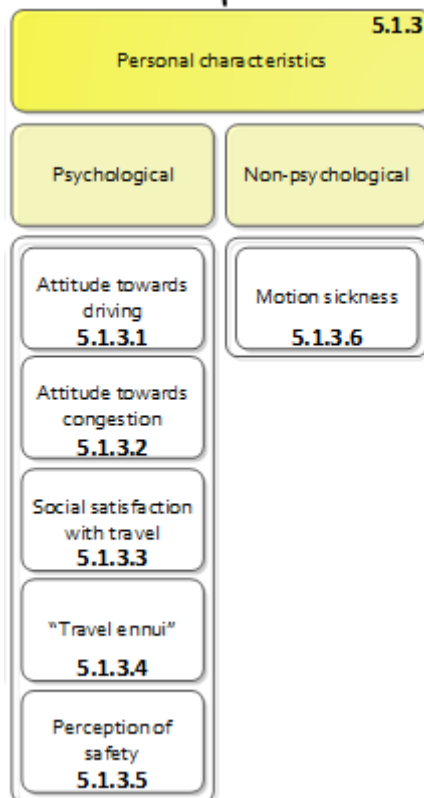 5.1.3
Personal characteristics
Psychological
Non-psychological
Attitude towards
driving
5.1.3.1
Attitude towards
congestion
5.1.3.2
Social satisfaction
with travel
5.1.3.3
"Travel ennui"
5.1.3.4
Perception of
safety
5.1.3.5
Motion sickness
5.1.3.6